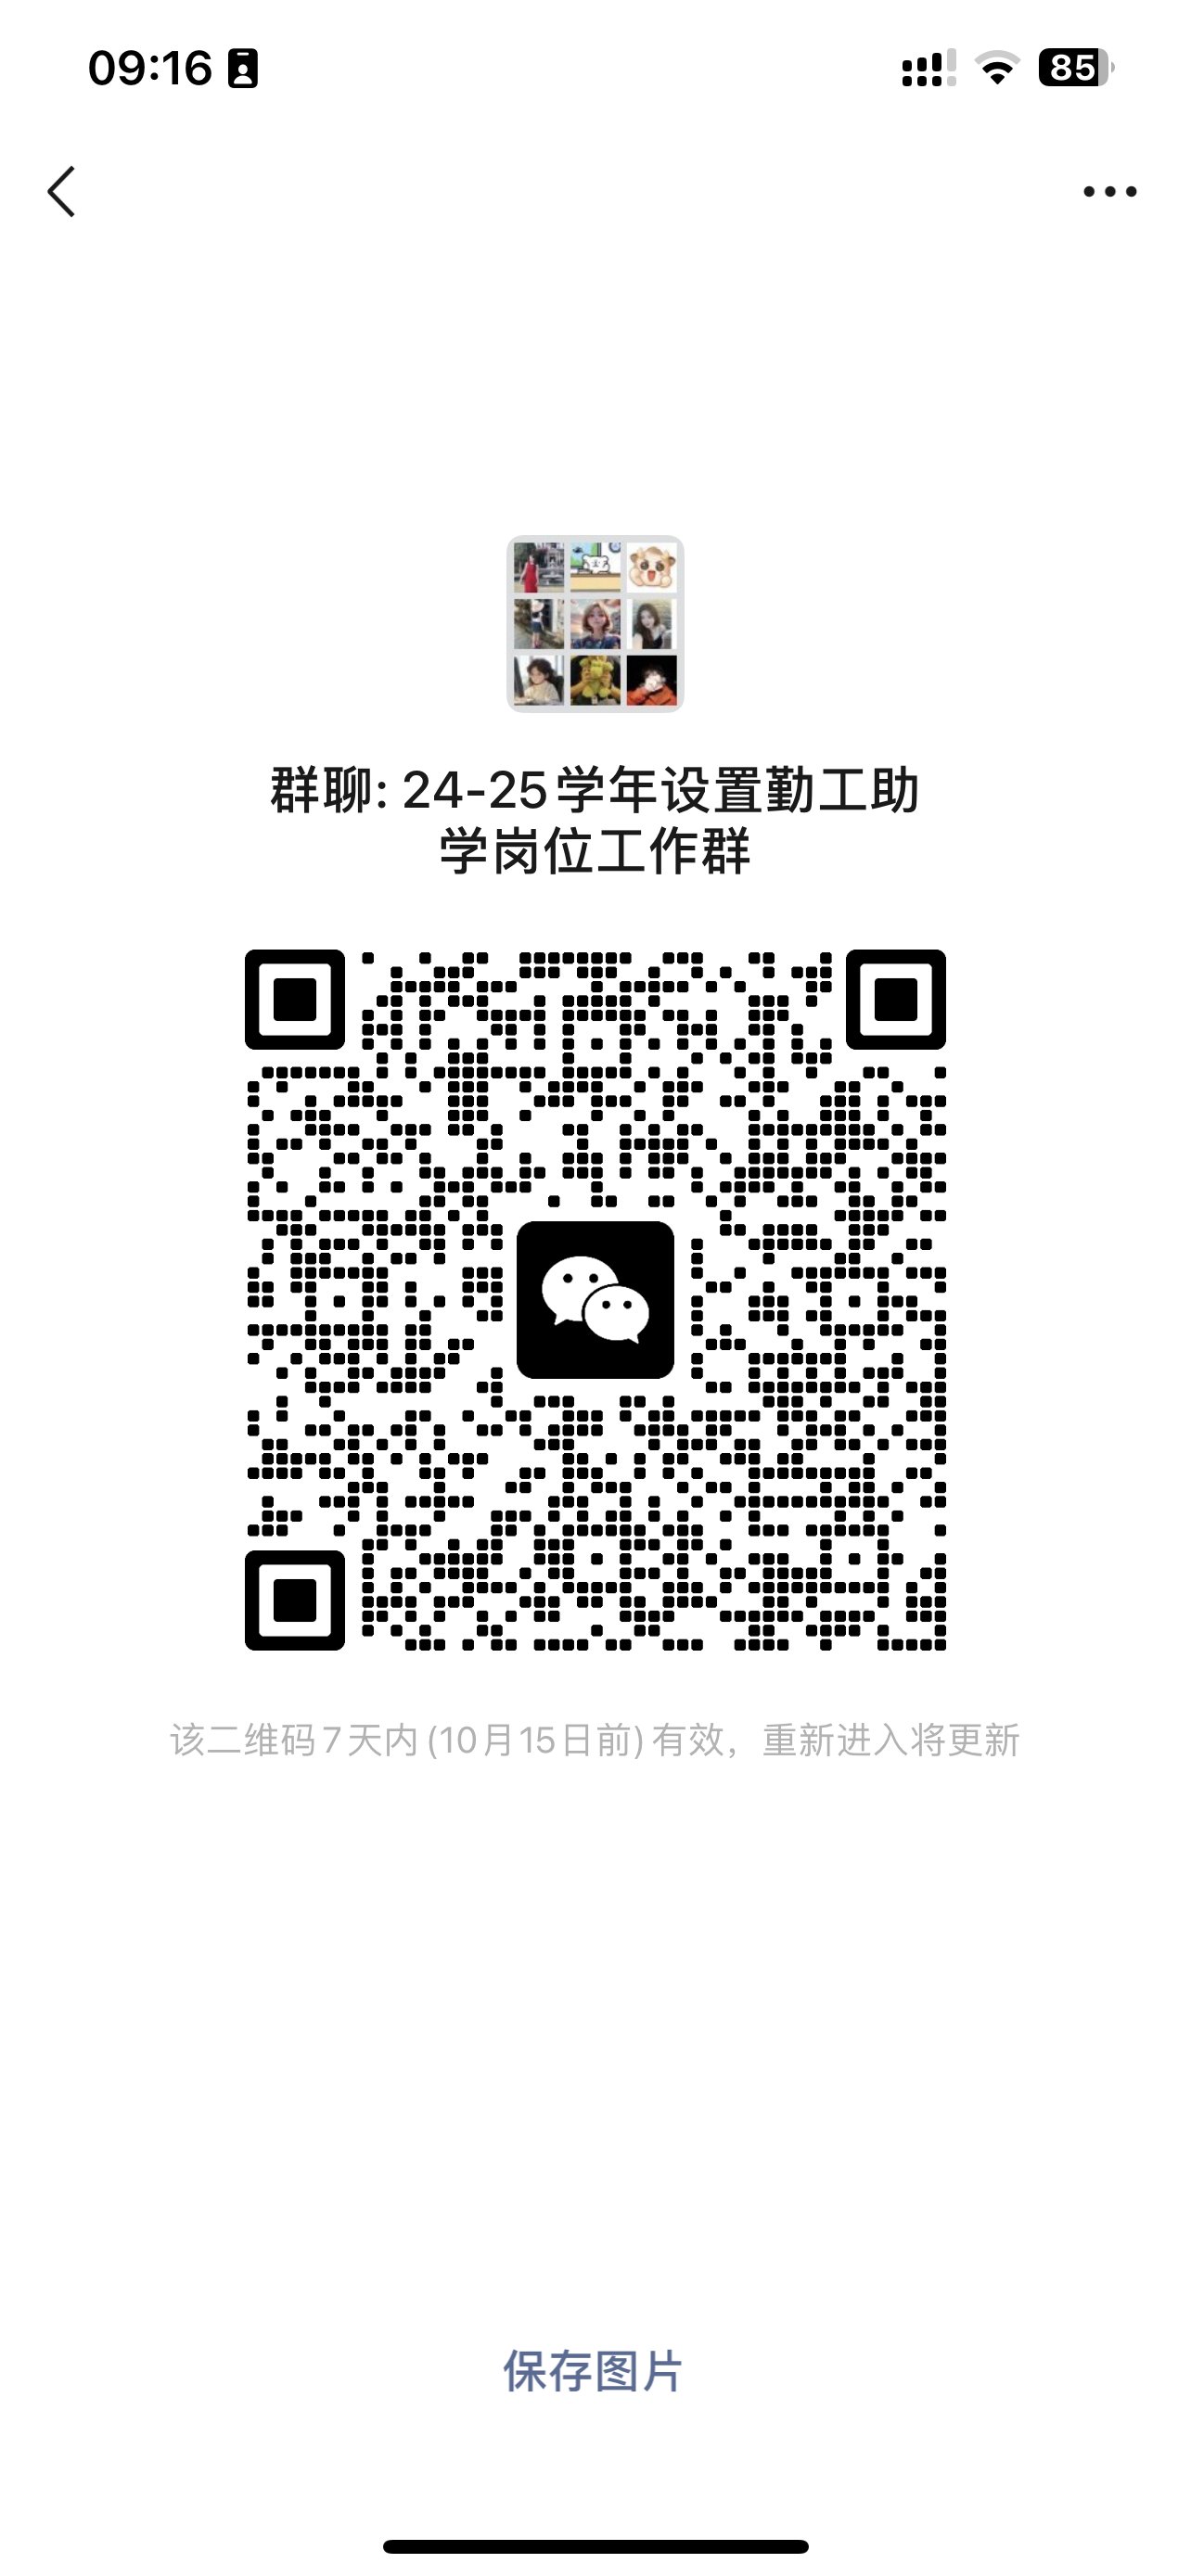 09:16
85
群聊: 24-25学年设置勤工助
学岗位工作群
该二维码7天内(10月15日前)有效，重新进入将更新
保存图片